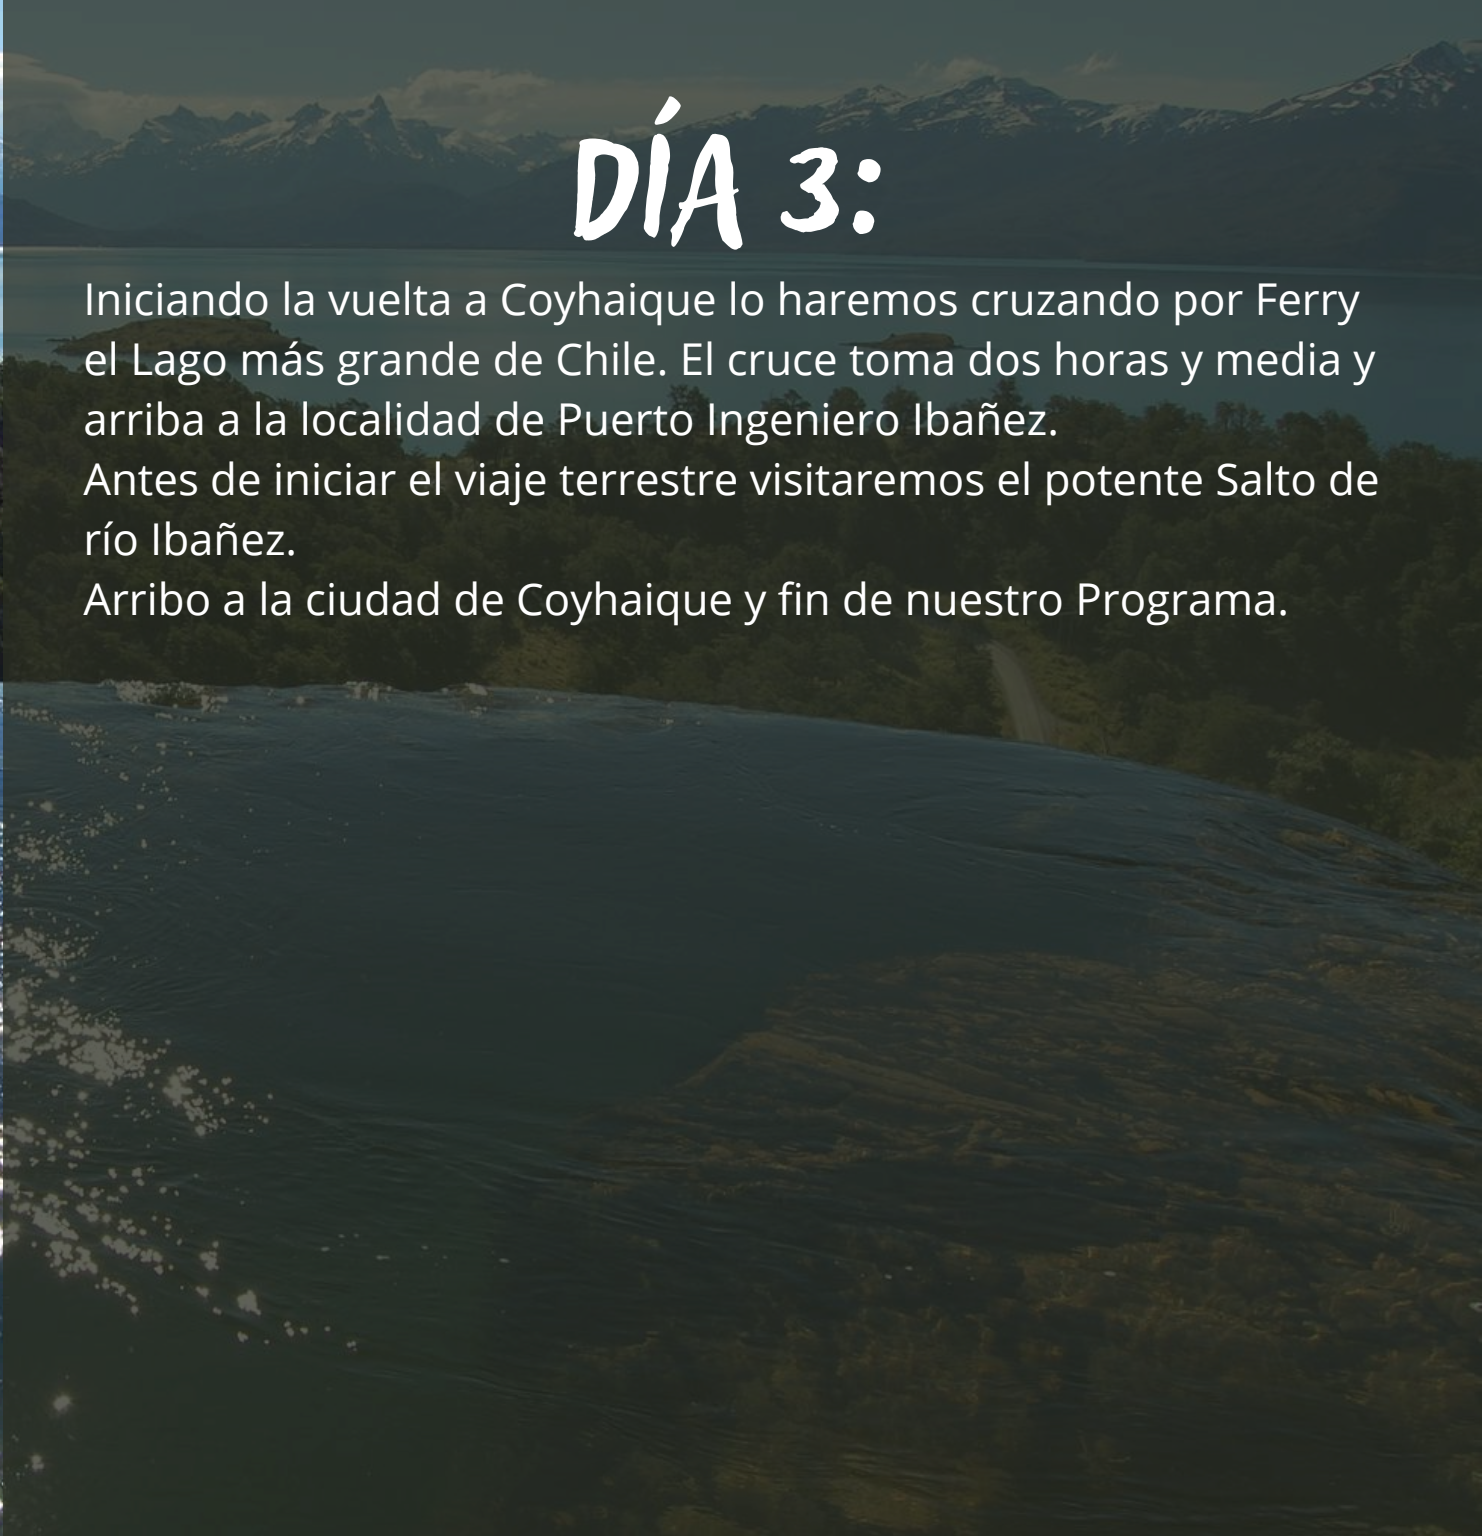 DÍA 3:
Iniciando la vuelta a Coyhaique lo haremos cruzando por Ferry
el Lago más grande de Chile. El cruce toma dos horas y media y
arriba a la localidad de Puerto Ingeniero Ibañez.
Antes de iniciar el viaje terrestre visitaremos el potente Salto de
río Ibañez.
Arribo a la ciudad de Coyhaique y fin de nuestro Programa.